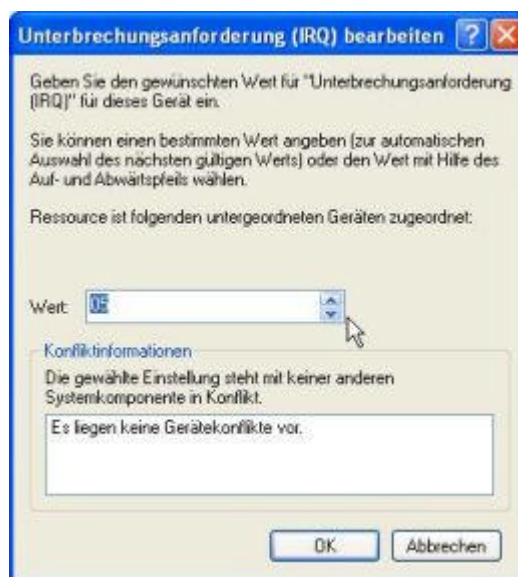 Unterbrechungsanforderung (IRQ) bearbeiten
Geben Sie den gewünschten Wert für "Unterbrechungsanforderung
(IRQ)" für dieses Gerät ein.
Sie können einen bestimmten Wert angeben (zur automatischen
Auswahl des nächsten gültigen Werts) oder den Wert mit Hilfe des
Auf- und Abwärtspfeils wählen.
Ressource ist folgenden untergeordneten Geräten zugeordnet:
Wert: 05
Konfliktinformationen
Die gewählte Einstellung steht mit keiner anderen
Systemkomponente in Konflikt.
Es liegen keine Gerätekonflikte vor.
OK Abbrechen